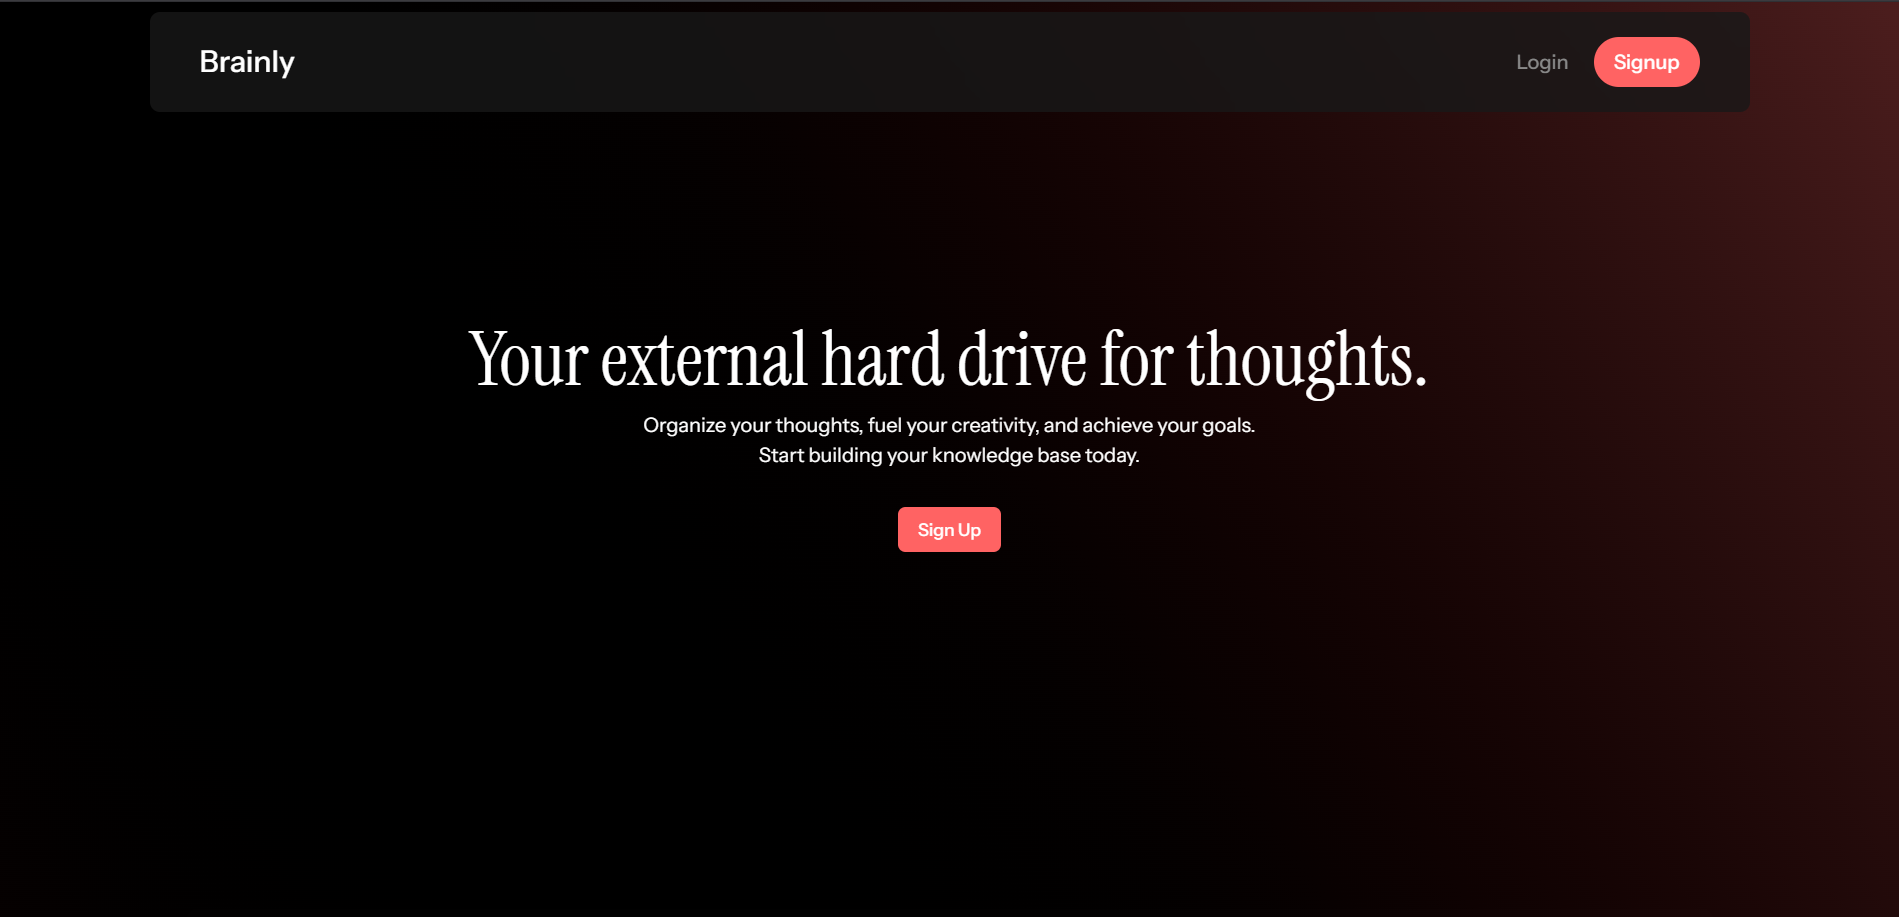 Brainly
Login
Signup
Your external hard drive for thoughts.
Organize your thoughts, fuel your creativity, and achieve your goals.
Start building your knowledge base today.
Sign Up